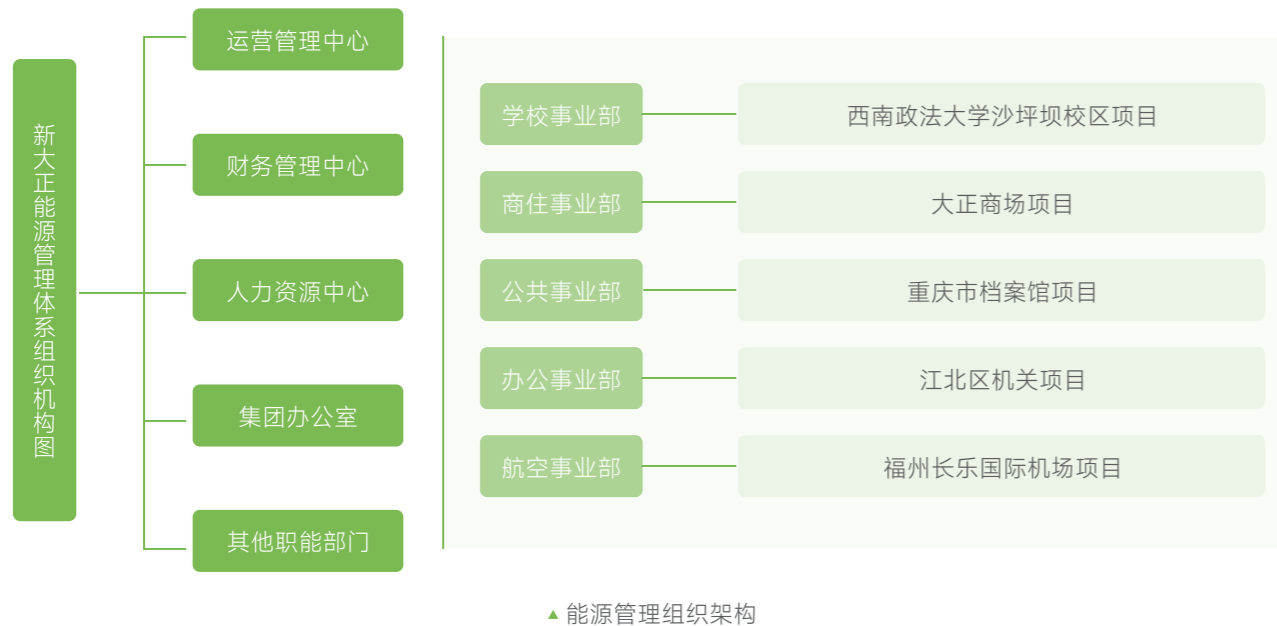 新大正能源管理体系组织机构图
运营管理中心
财务管理中心
人力资源中心
集团办公室
其他职能部门
学校事业部
西南政法大学沙坪坝校区项目
商住事业部
大正商场项目
公共事业部
重庆市档案馆项目
办公事业部
江北区机关项目
航空事业部
福州长乐国际机场项目
▲能源管理组织架构